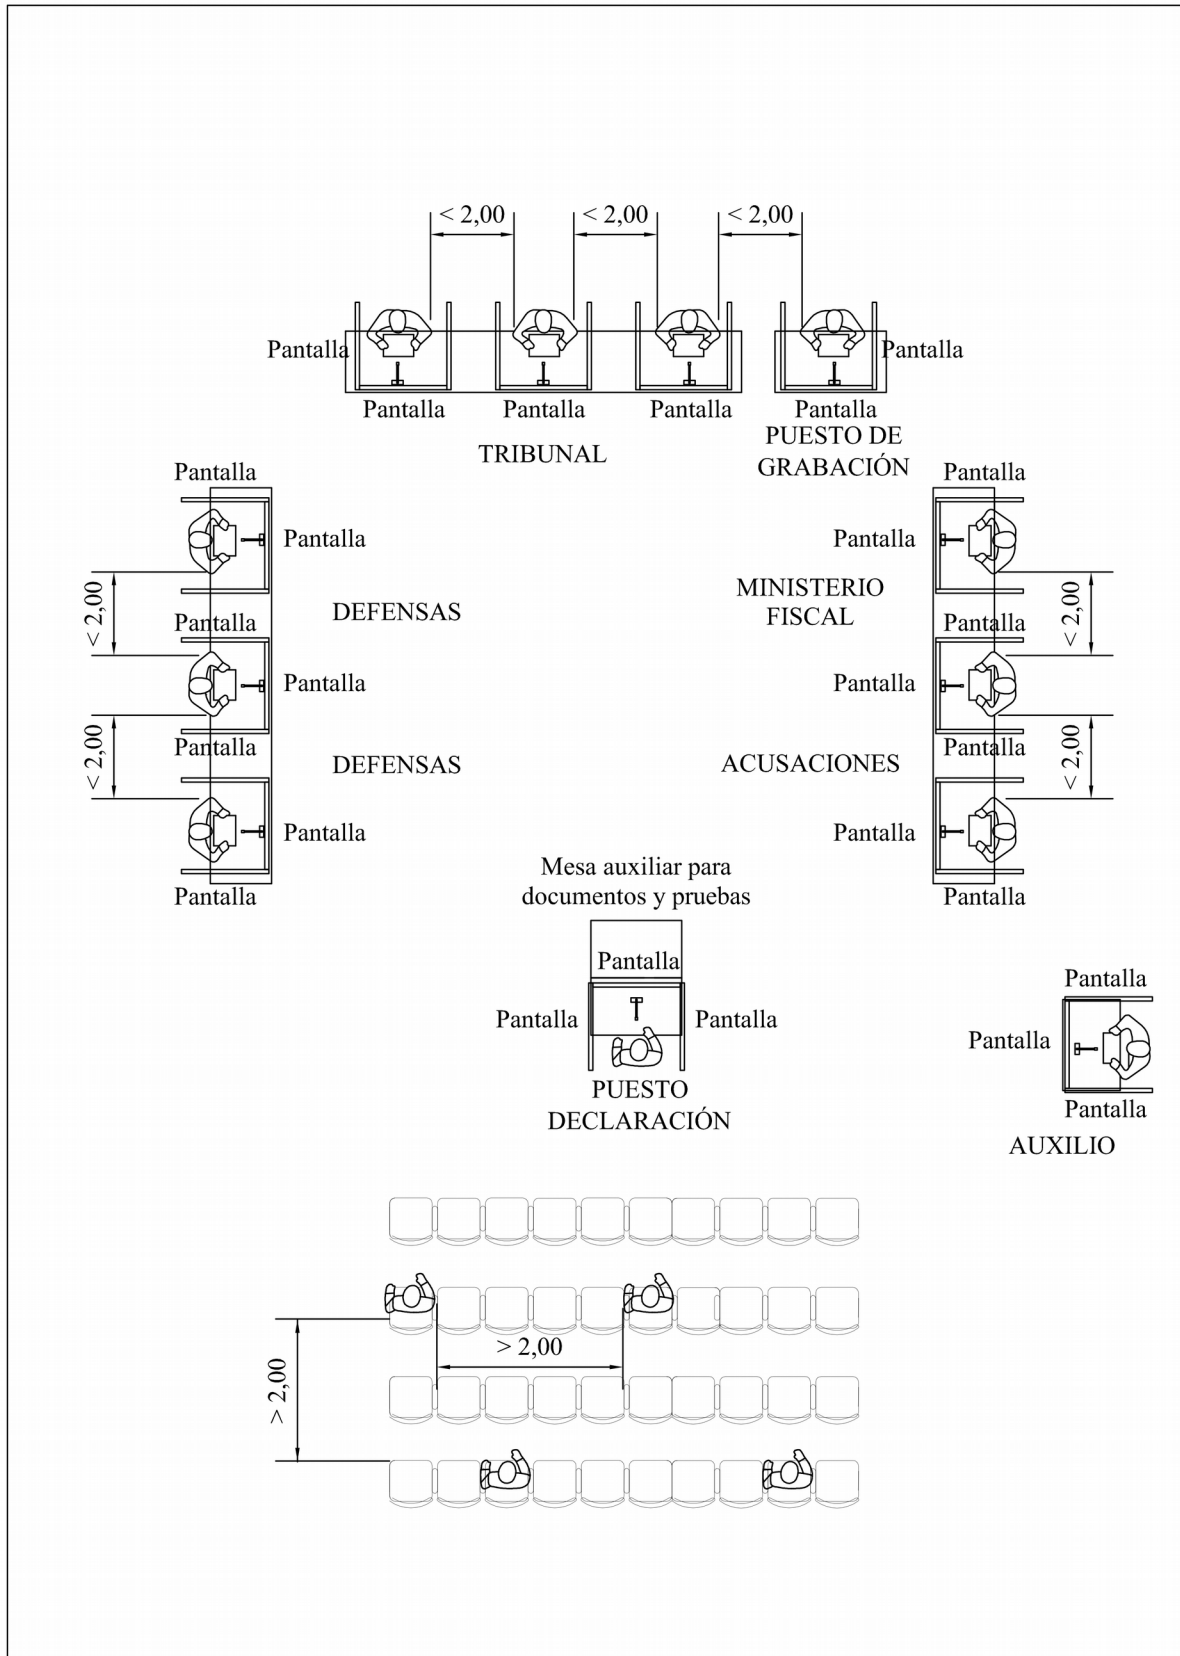 < 2,00
< 2,00
< 2,00
Pantalla
Pantalla
Pantalla
Pantalla
Pantalla
Pantalla
TRIBUNAL
PUESTO DE
GRABACIÓN
Pantalla
Pantalla
< 2,00
DEFENSAS
Pantalla
Pantalla
< 2,00
Pantalla
DEFENSAS
Pantalla
Pantalla
Pantalla
Pantalla
MINISTERIO
FISCAL
< 2,00
Pantalla
Pantalla
Pantalla
ACUSACIONES
< 2,00
Pantalla
Pantalla
Mesa auxiliar para
documentos y pruebas
Pantalla
Pantalla
Pantalla
PUESTO
DECLARACIÓN
Pantalla
Pantalla
Pantalla
AUXILIO
> 2,00
> 2,00